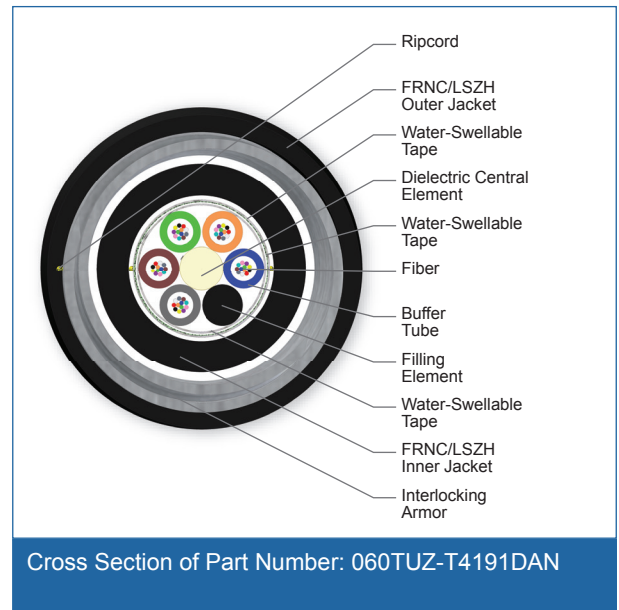 Ripcord
FRNC/LSZH
Outer Jacket
Water-Swellable
Tape
Dielectric Central
Element
Water-Swellable
Tape
Fiber
Buffer
Tube
Filling
Element
Water-Swellable
Tape
FRNC/LSZH
Inner Jacket
Interlocking
Armor
Cross Section of Part Number: 060TUZ-T4191DAN